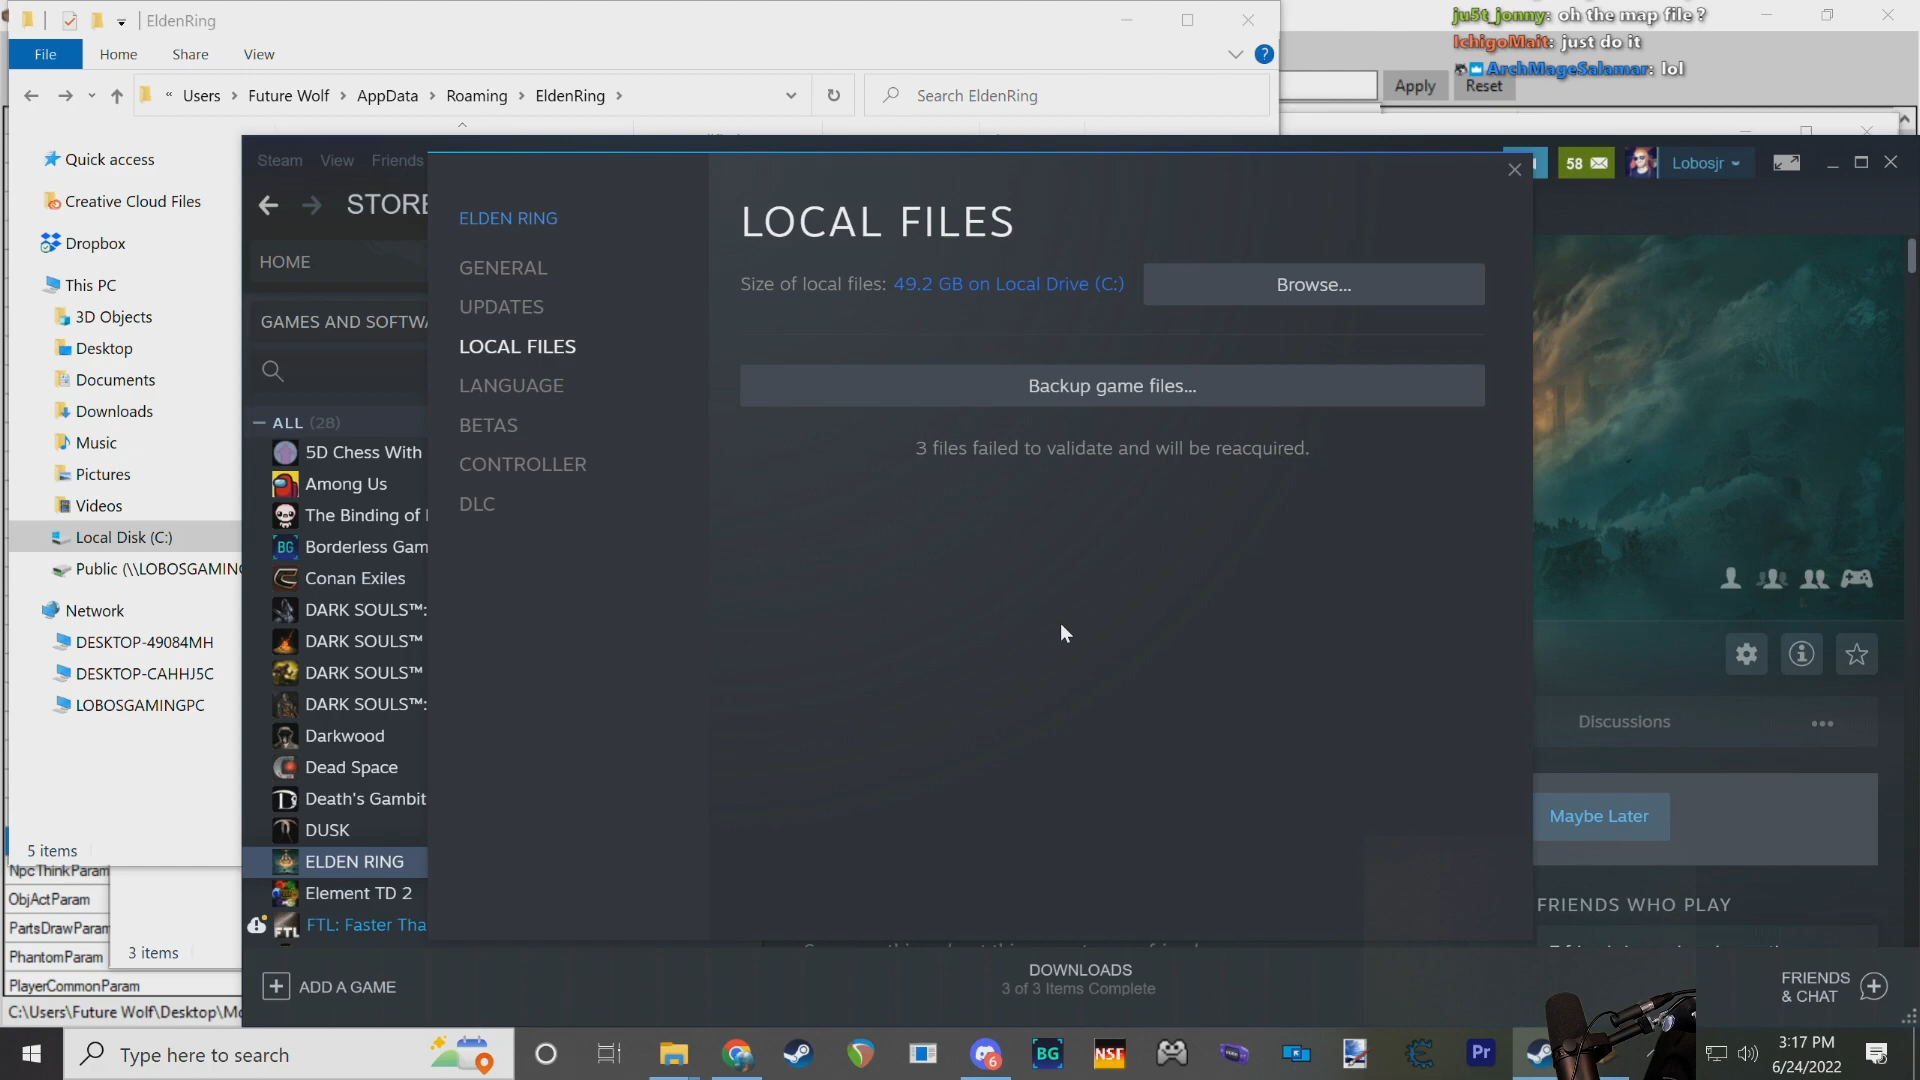 EldenRing
ju5t_jonny: oh the map file ?
IchigoMait: just do it
ArchMageSalamar: lol
File
Home
Share
View
Apply
Reset
« Users > Future Wolf > AppData > Roaming > EldenRing >
Search EldenRing
Quick access
Creative Cloud Files
Dropbox
This PC
3D Objects
Desktop
Documents
Downloads
Music
Pictures
Videos
Local Disk (C:)
Public (\\LOBOSGAMIN
Network
DESKTOP-49084MH
DESKTOP-CAHHJ5C
LOBOSGAMINGPC
5 items
NpcThinkParam
ObjActParam
PartsDrawParam
PhantomParam
PlayerCommonParam
3 items
C:\Users\Future Wolf\Desktop\Mo
Steam
View
Friends
58
Lobosjr
STORE
HOME
GAMES AND SOFTWA
ALL (28)
5D Chess With
Among Us
The Binding of I
BG
Borderless Gam
Conan Exiles
DARK SOULS™:
DARK SOULS™
DARK SOULS™
DARK SOULS™:
Darkwood
Dead Space
Death's Gambit
DUSK
ELDEN RING
Element TD 2
FTL
FTL: Faster Tha
ADD A GAME
ELDEN RING
GENERAL
UPDATES
LOCAL FILES
LANGUAGE
BETAS
CONTROLLER
DLC
LOCAL FILES
Size of local files: 49.2 GB on Local Drive (C:)
Browse...
Backup game files...
3 files failed to validate and will be reacquired.
Discussions
Maybe Later
FRIENDS WHO PLAY
DOWNLOADS
3 of 3 Items Complete
FRIENDS
& CHAT
Type here to search
6
BG
NSF
Pr
3:17 PM
6/24/2022